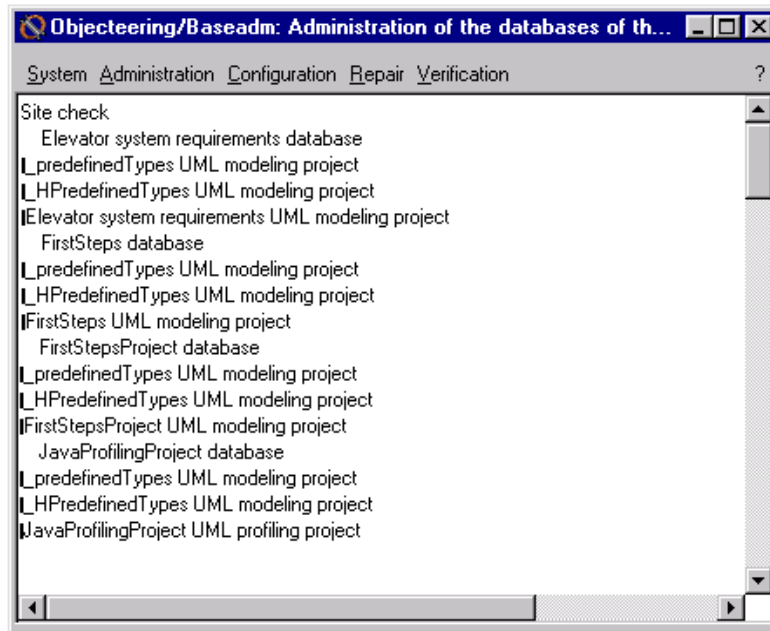 Objecteering/Baseadm: Administration of the databases of th...
System Administration Configuration Repair Verification ?
Site check
Elevator system requirements database
_predefinedTypes UML modeling project
_HPredefinedTypes UML modeling project
Elevator system requirements UML modeling project
FirstSteps database
_predefinedTypes UML modeling project
_HPredefinedTypes UML modeling project
FirstSteps UML modeling project
FirstStepsProject database
_predefinedTypes UML modeling project
_HPredefinedTypes UML modeling project
FirstStepsProject UML modeling project
JavaProfilingProject database
_predefinedTypes UML modeling project
_HPredefinedTypes UML modeling project
JavaProfilingProject UML profiling project